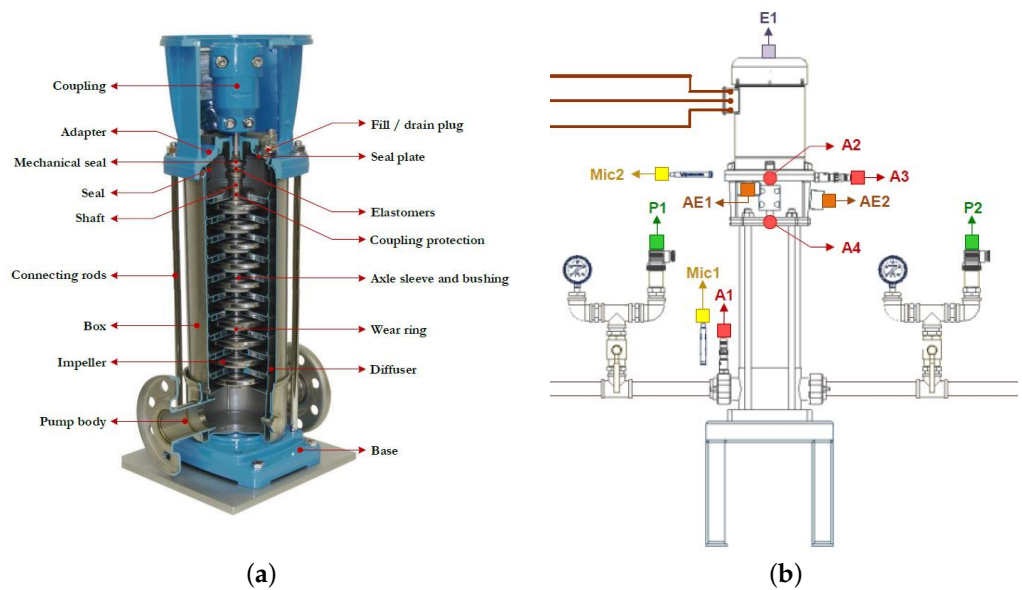 Coupling
Adapter
Mechanical seal
Seal
Shaft
Connecting rods
Box
Impeller
Pump body
Fill / drain plug
Seal plate
Elastomers
Coupling protection
Axle sleeve and bushing
Wear ring
Diffuser
Base
(a)
E1
A2
Mic2
A3
AE1
AE2
P1
P2
A4
Mic1
A1
(b)